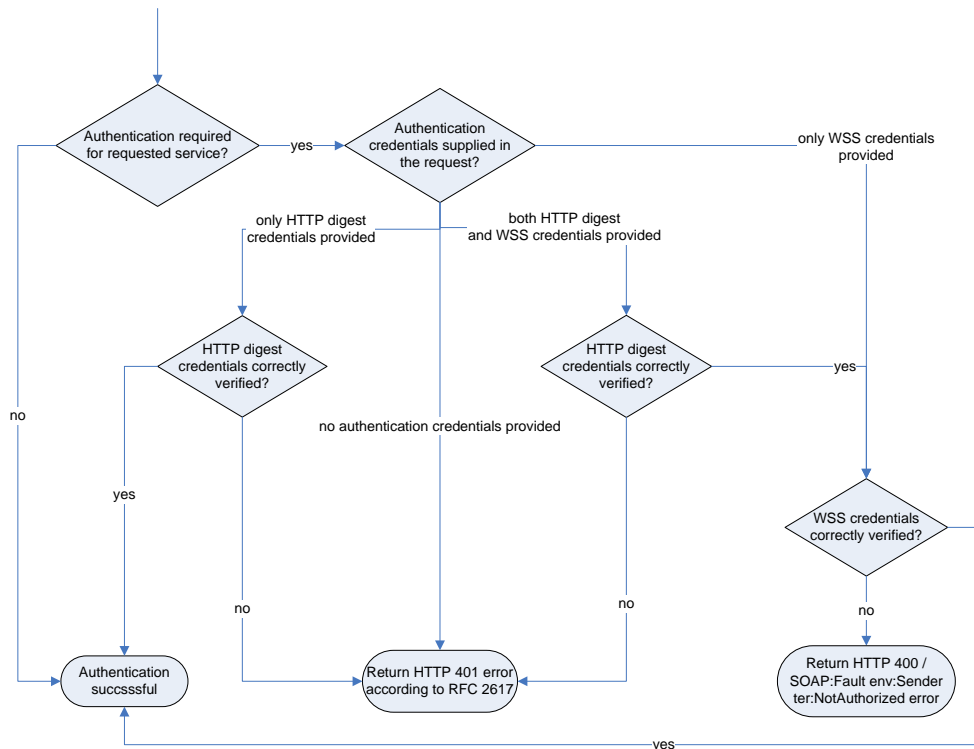 Authentication required
for requested service?
yes
Authentication
credentials supplied in
the request?
only WSS credentials
provided
only HTTP digest
credentials provided
both HTTP digest
and WSS credentials provided
HTTP digest
credentials correctly
verified?
HTTP digest
credentials correctly
verified?
yes
no
no authentication credentials provided
yes
WSS credentials
correctly verified?
no
no
no
Authentication
succsssful
Return HTTP 401 error
according to RFC 2617
Return HTTP 400 /
SOAP:Fault env:Sender
ter:NotAuthorized error
yes